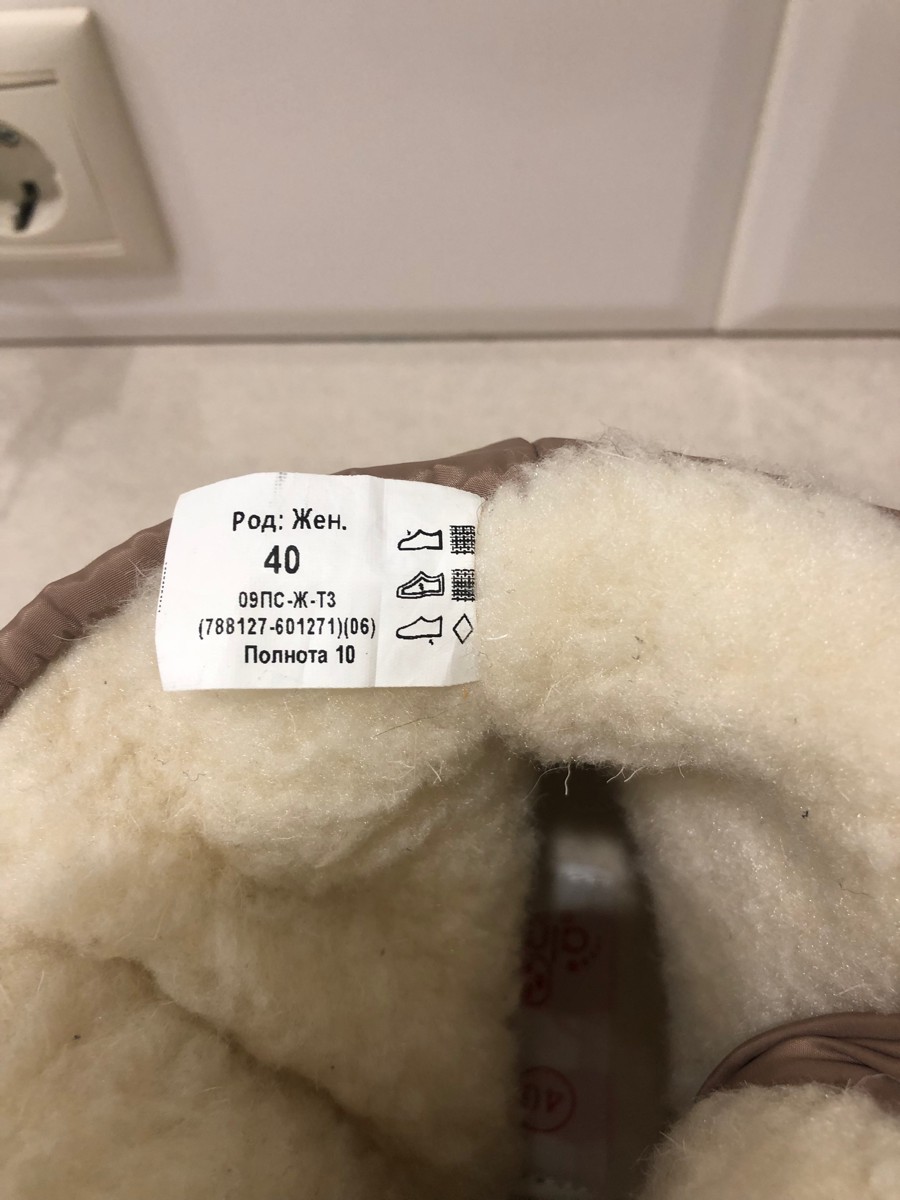 Род: Жен.
40
09ПС-Ж-Т3
(788127-601271)(06)
Полнота 10